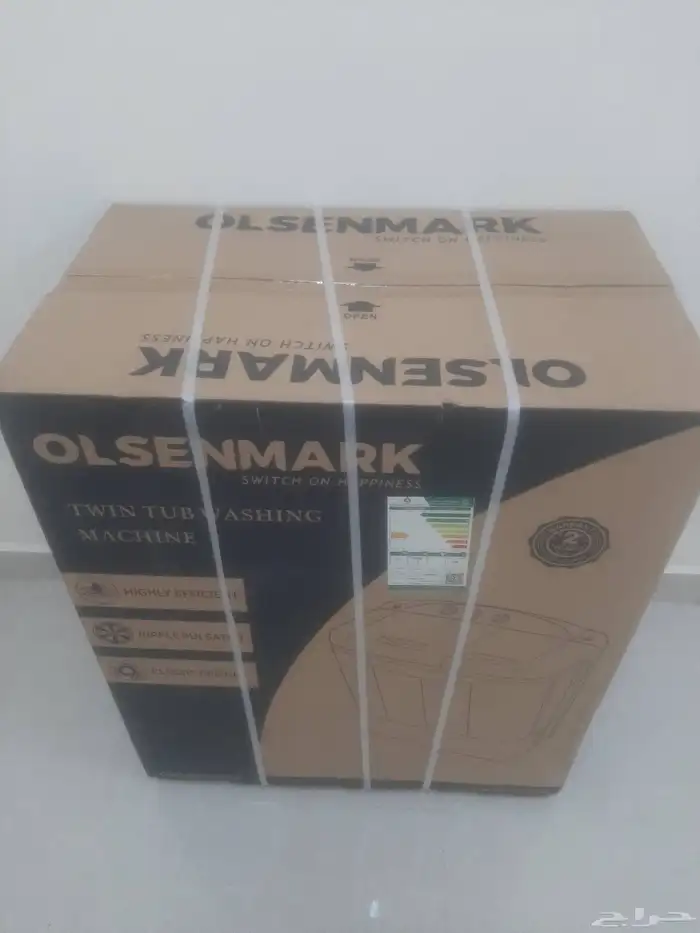 OLSENMARK
SWITCH ON HAPPINESS
OPEN
OLSENMARK
SWITCH ON HAPPINESS
OLSENMARK
SWITCH ON HAPPINESS
TWIN TUB WASHING
MACHINE
HIGHLY EFFICIENT
2
حراج